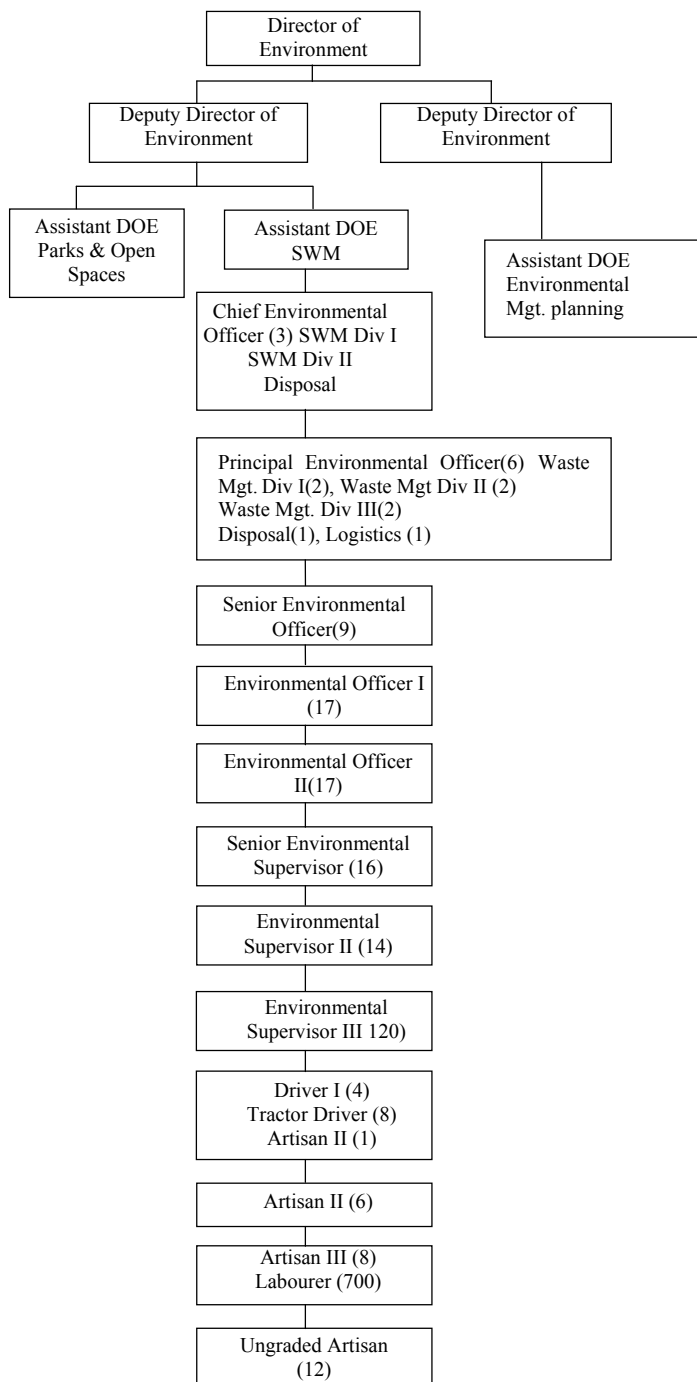 Director of
Environment
Deputy Director of
Environment
Deputy Director of
Environment
Assistant DOE
Parks & Open
Spaces
Assistant DOE
SWM
Assistant DOE
Environmental
Mgt. planning
Chief Environmental
Officer (3) SWM Div I
SWM Div II
Disposal
Principal Environmental Officer(6) Waste
Mgt. Div I(2), Waste Mgt Div II (2)
Waste Mgt. Div III(2)
Disposal(1), Logistics (1)
Senior Environmental
Officer(9)
Environmental Officer I
(17)
Environmental Officer
II(17)
Senior Environmental
Supervisor (16)
Environmental
Supervisor II (14)
Environmental
Supervisor III 120)
Driver I (4)
Tractor Driver (8)
Artisan II (1)
Artisan II (6)
Artisan III (8)
Labourer (700)
Ungraded Artisan
(12)